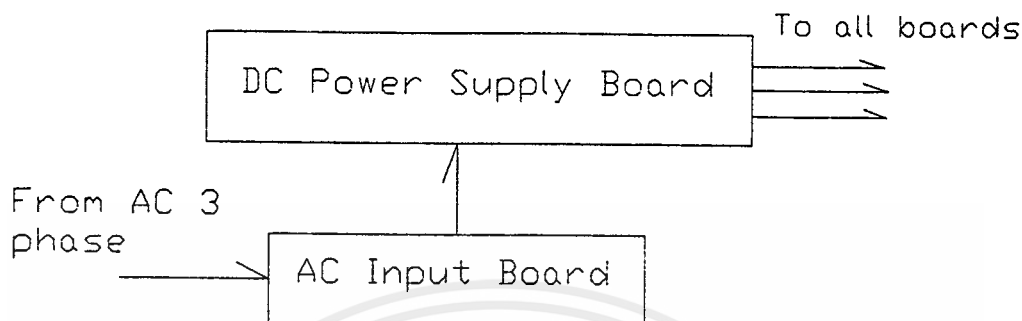 To all boards
DC Power Supply Board
From AC 3
phase
AC Input Board